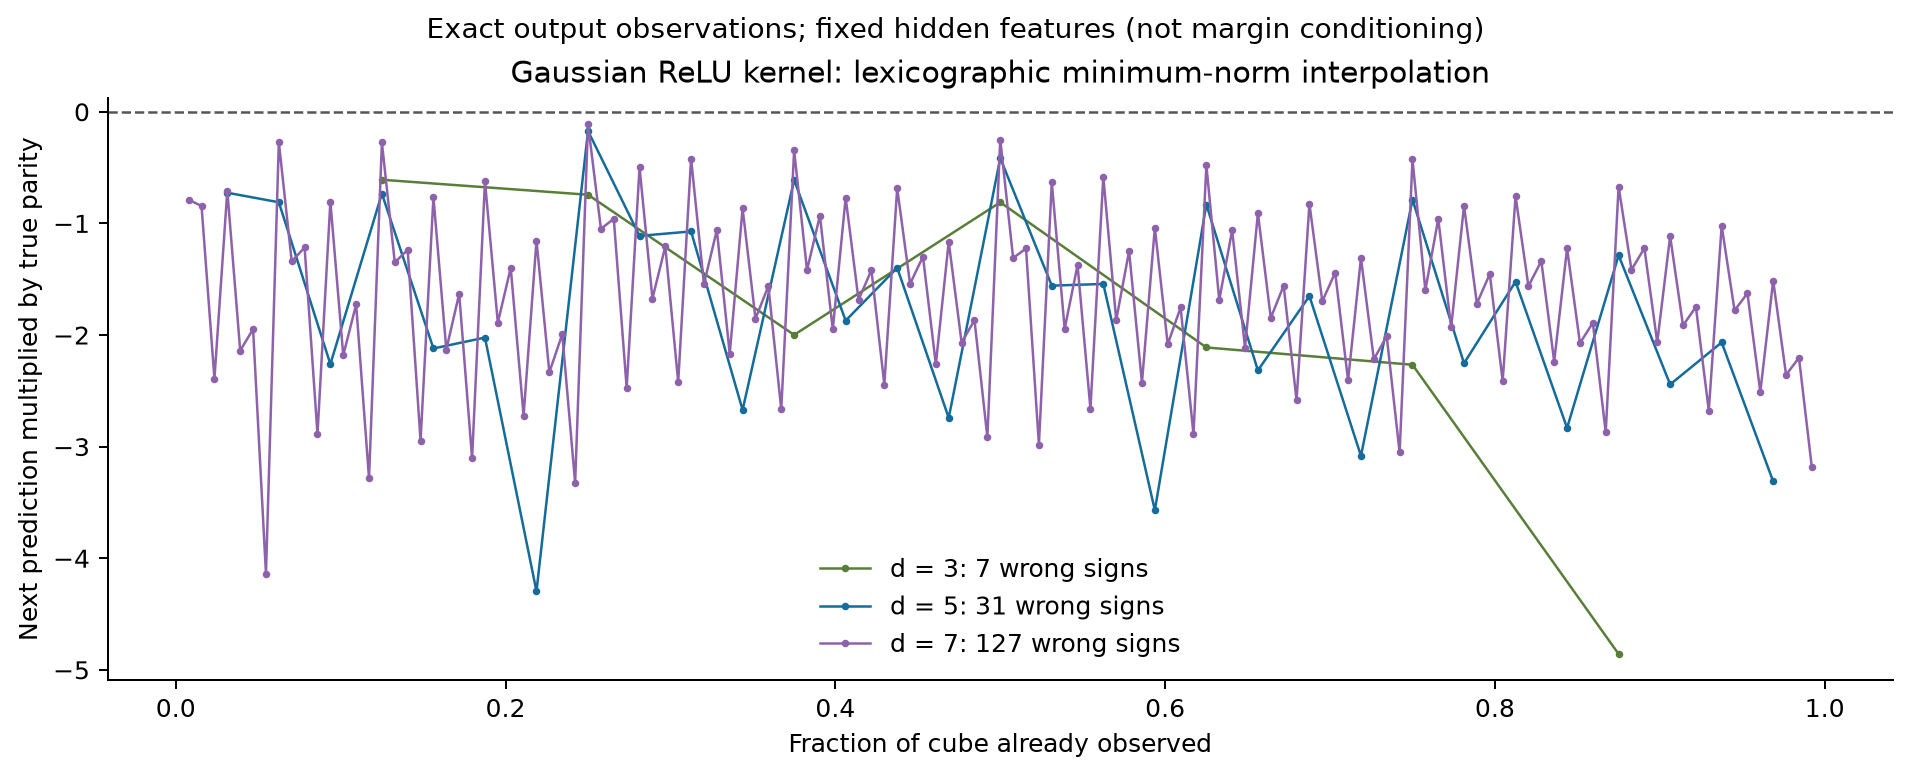 Exact output observations; fixed hidden features (not margin conditioning)
Gaussian ReLU kernel: lexicographic minimum-norm interpolation
Next prediction multiplied by true parity
0
−1
−2
−3
−4
−5
d = 3: 7 wrong signs
d = 5: 31 wrong signs
d = 7: 127 wrong signs
0.0 0.2 0.4 0.6 0.8 1.0
Fraction of cube already observed